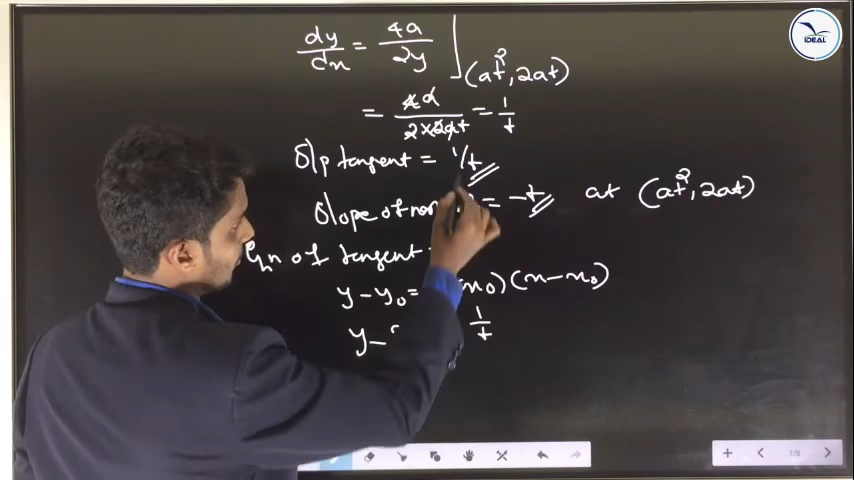 IDEAL
dy/dx = 4a/2y |(at², 2at)
= 4a/2×2at = 1/t
Slp tangent = 1/t
Slope of = -t at (at², 2at)
Eqn of tangent
y - y₀ = (x - x₀)
y - 1/t
7/8